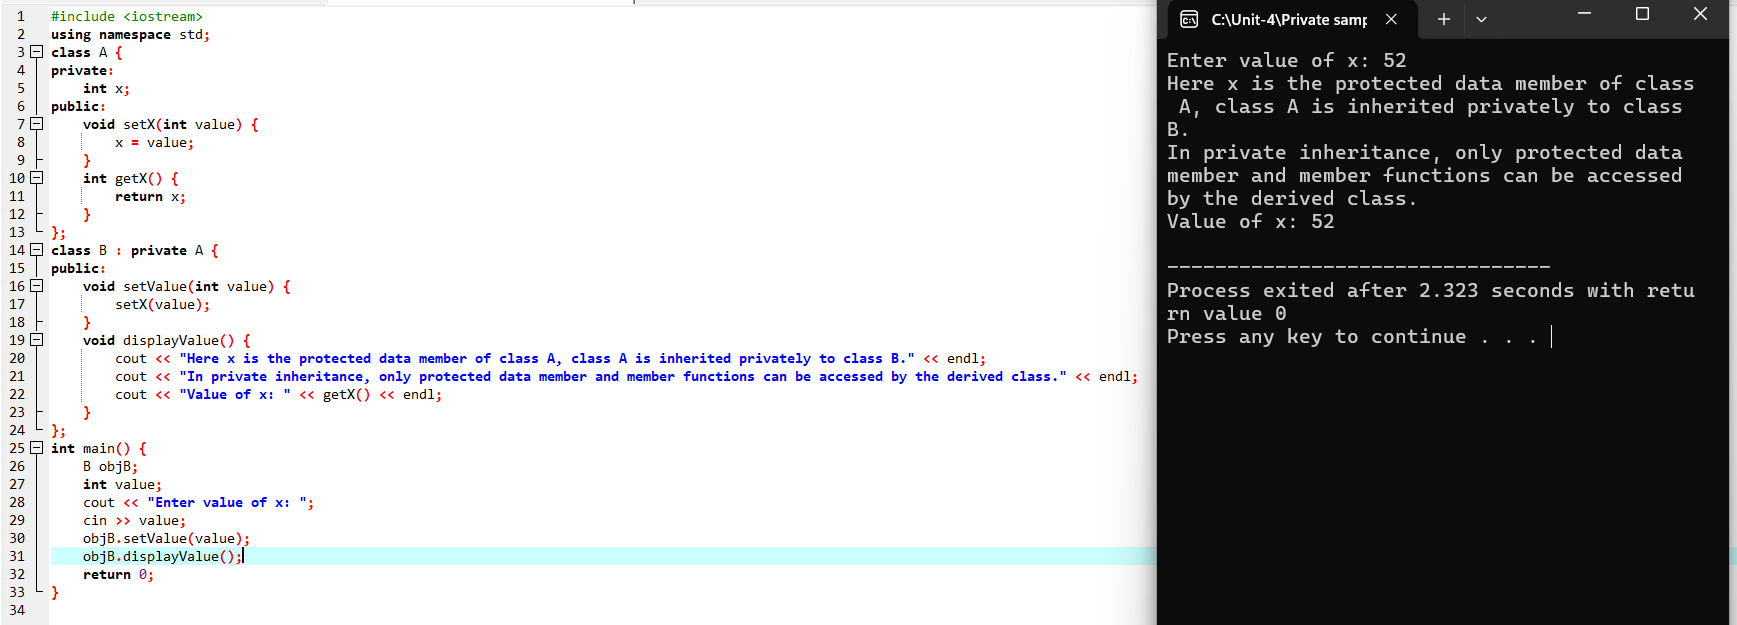 1 #include <iostream>
2 using namespace std;
3 class A {
4 private:
5     int x;
6 public:
7     void setX(int value) {
8         x = value;
9     }
10     int getX() {
11         return x;
12     }
13 };
14 class B : private A {
15 public:
16     void setValue(int value) {
17         setX(value);
18     }
19     void displayValue() {
20         cout << "Here x is the protected data member of class A, class A is inherited privately to class B." << endl;
21         cout << "In private inheritance, only protected data member and member functions can be accessed by the derived class." << endl;
22         cout << "Value of x: " << getX() << endl;
23     }
24 };
25 int main() {
26     B objB;
27     int value;
28     cout << "Enter value of x: ";
29     cin >> value;
30     objB.setValue(value);
31     objB.displayValue();
32     return 0;
33 }
34
C:\Unit-4\Private samp
Enter value of x: 52
Here x is the protected data member of class
 A, class A is inherited privately to class
B.
In private inheritance, only protected data
member and member functions can be accessed
by the derived class.
Value of x: 52
--------------------------------
Process exited after 2.323 seconds with retu
rn value 0
Press any key to continue . . .